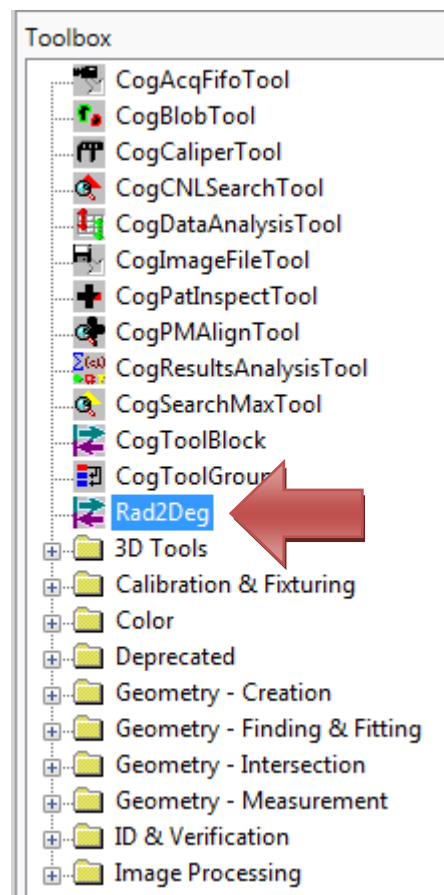 Toolbox
CogAcqFifoTool
CogBlobTool
CogCaliperTool
CogCNLSearchTool
CogDataAnalysisTool
CogImageFileTool
CogPatInspectTool
CogPMAlignTool
CogResultsAnalysisTool
CogSearchMaxTool
CogToolBlock
CogToolGroup
Rad2Deg
3D Tools
Calibration & Fixturing
Color
Deprecated
Geometry - Creation
Geometry - Finding & Fitting
Geometry - Intersection
Geometry - Measurement
ID & Verification
Image Processing